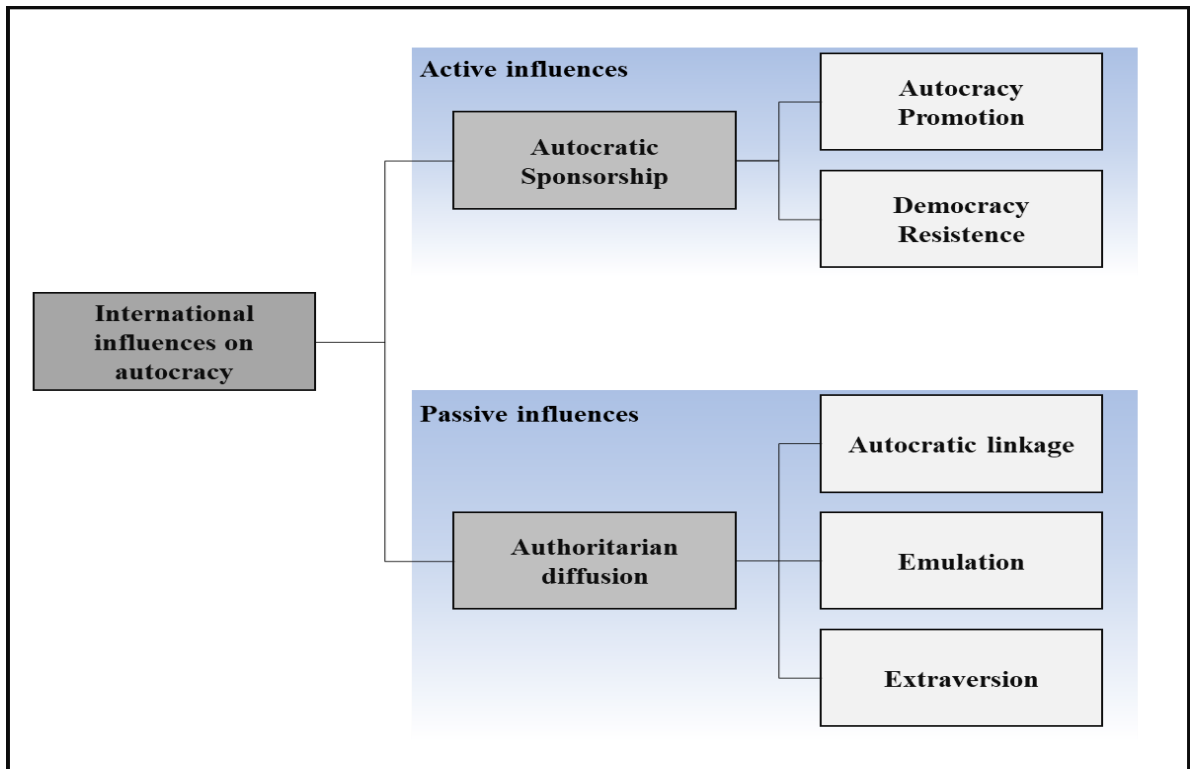 Active influences
Autocracy
Promotion
Autocratic
Sponsorship
Democracy
Resistence
International
influences on
autocracy
Passive influences
Autocratic linkage
Authoritarian
diffusion
Emulation
Extraversion